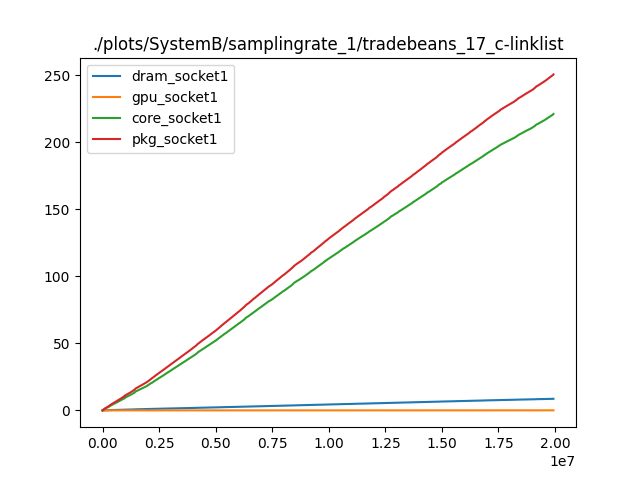 ./plots/SystemB/samplingrate_1/tradebeans_17_c-linklist
dram_socket1
gpu_socket1
core_socket1
pkg_socket1
250
200
150
100
50
0
0.00 0.25 0.50 0.75 1.00 1.25 1.50 1.75 2.00
1e7